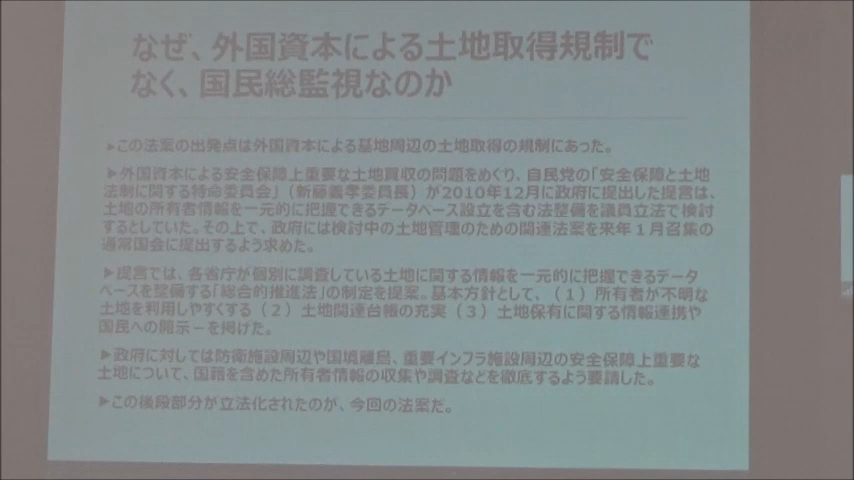 なぜ、外国資本による土地取得規制で
なく、国民総監視なのか
▶この法案の出発点は外国資本による基地周辺の土地取得の規制にあった。
▶外国資本による安全保障上重要な土地買収の問題をめぐり、自民党の「安全保障と土地
法制に関する特命委員会」（新藤義孝委員長）が2010年12月に政府に提出した提言は、
土地の所有者情報を一元的に把握できるデータベース設立を含む法整備を議員立法で検討
するとしていた。その上で、政府には検討中の土地管理のための関連法案を来年１月召集の
通常国会に提出するよう求めた。
▶提言では、各省庁が個別に調査している土地に関する情報を一元的に把握できるデータ
ベースを整備する「総合的推進法」の制定を提案。基本方針として、（１）所有者が不明な
土地を利用しやすくする（２）土地関連台帳の充実（３）土地保有に関する情報連携や
国民への開示－を掲げた。
▶政府に対しては防衛施設周辺や国境離島、重要インフラ施設周辺の安全保障上重要な
土地について、国籍を含めた所有者情報の収集や調査などを徹底するよう要請した。
▶この後段部分が立法化されたのが、今回の法案だ。